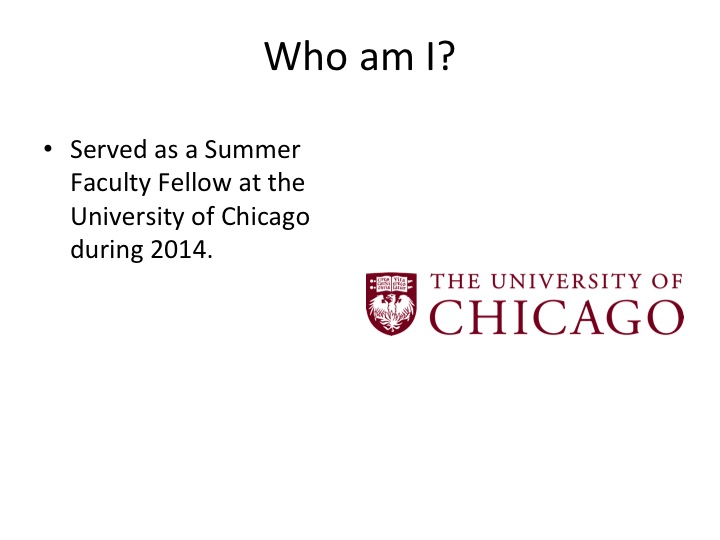 Who am I?
• Served as a Summer
Faculty Fellow at the
University of Chicago
during 2014.
THE UNIVERSITY OF
CHICAGO